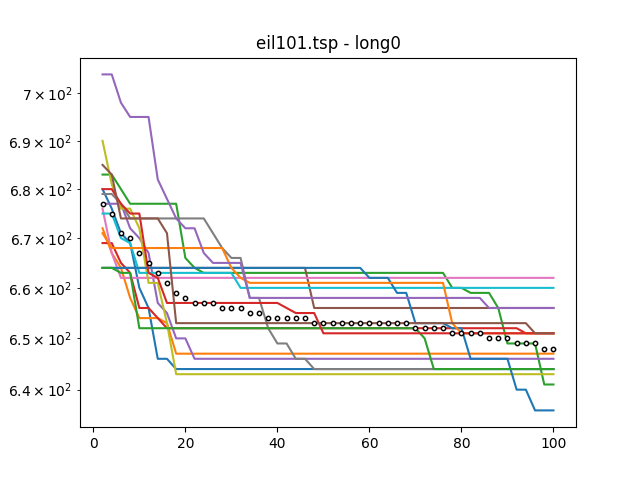 eil101.tsp - long0
7 × 10²
6.9 × 10²
6.8 × 10²
6.7 × 10²
6.6 × 10²
6.5 × 10²
6.4 × 10²
0 20 40 60 80 100